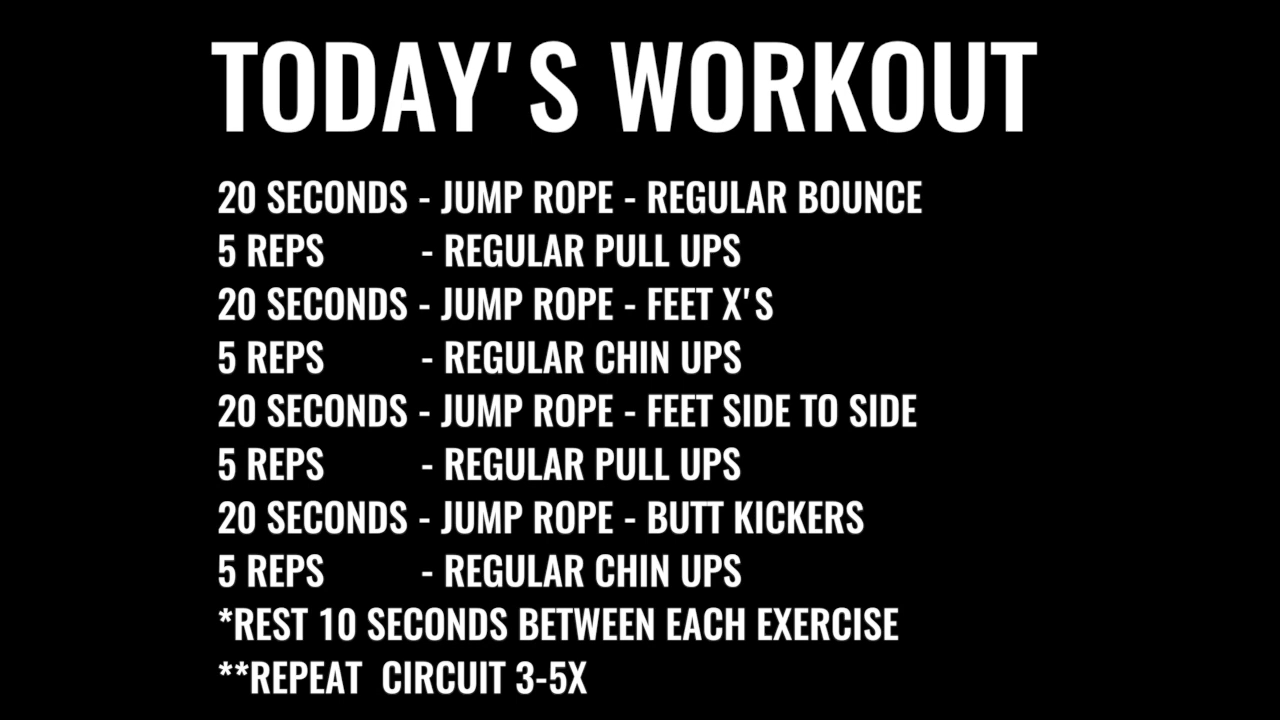 TODAY'S WORKOUT
20 SECONDS - JUMP ROPE - REGULAR BOUNCE
5 REPS - REGULAR PULL UPS
20 SECONDS - JUMP ROPE - FEET X'S
5 REPS - REGULAR CHIN UPS
20 SECONDS - JUMP ROPE - FEET SIDE TO SIDE
5 REPS - REGULAR PULL UPS
20 SECONDS - JUMP ROPE - BUTT KICKERS
5 REPS - REGULAR CHIN UPS
*REST 10 SECONDS BETWEEN EACH EXERCISE
**REPEAT CIRCUIT 3-5X